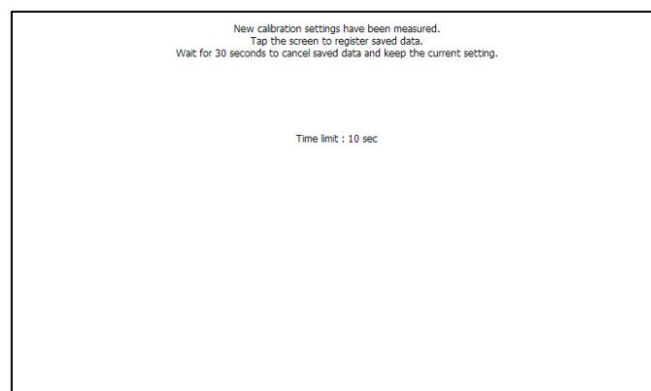 New calibration settings have been measured.
Tap the screen to register saved data.
Wait for 30 seconds to cancel saved data and keep the current setting.
Time limit : 10 sec